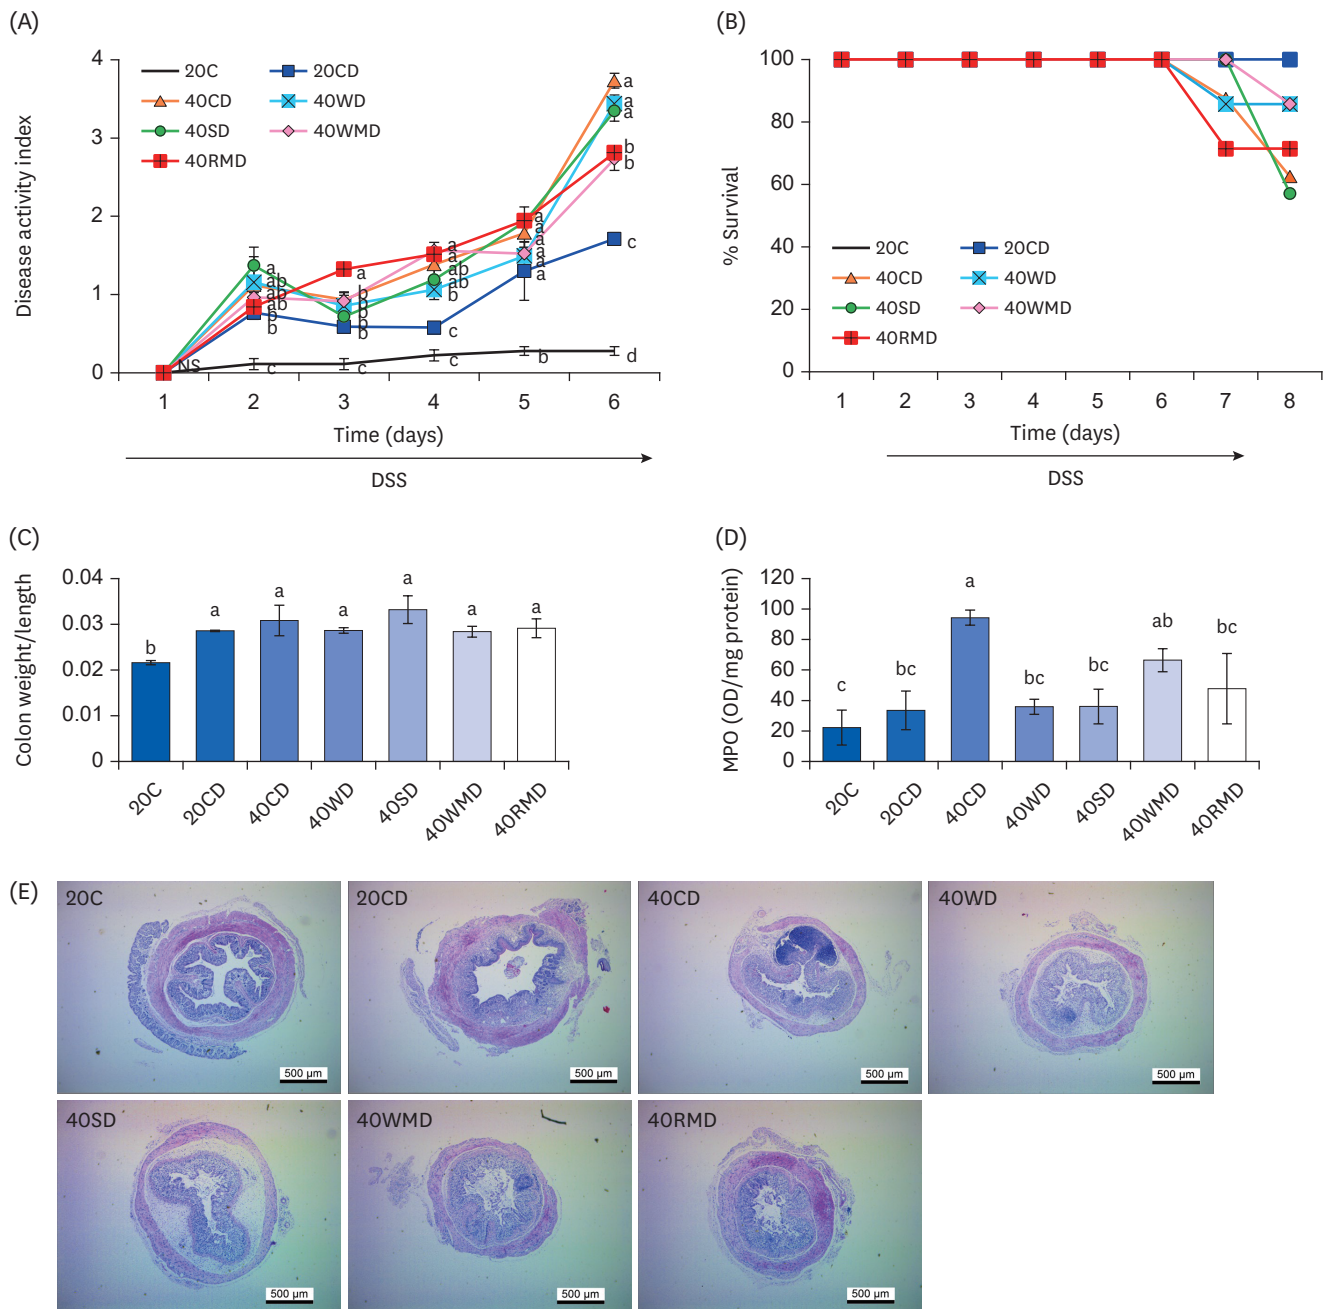 (A)
Disease activity index
4
3
2
1
0
20C 20CD
40CD 40WD
40SD 40WMD
40RMD
NS
a
ab
ab
ab
b
b
c
a
b
b
b
b
c
a
a
ab
ab
b
c
c
a
a
a
a
a
a
b
a
a
a
b
b
c
d
1 2 3 4 5 6
Time (days)
DSS
(B)
% Survival
100
80
60
40
20
0
20C 20CD
40CD 40WD
40SD 40WMD
40RMD
1 2 3 4 5 6 7 8
Time (days)
DSS
(C)
Colon weight/length
0.04
0.03
0.02
0.01
0
b a a a a a a
20C 20CD 40CD 40WD 40SD 40WMD 40RMD
(D)
MPO (OD/mg protein)
120
100
80
60
40
20
0
c bc a bc bc ab bc
20C 20CD 40CD 40WD 40SD 40WMD 40RMD
(E)
20C 20CD 40CD 40WD
500 μm 500 μm 500 μm 500 μm
40SD 40WMD 40RMD
500 μm 500 μm 500 μm